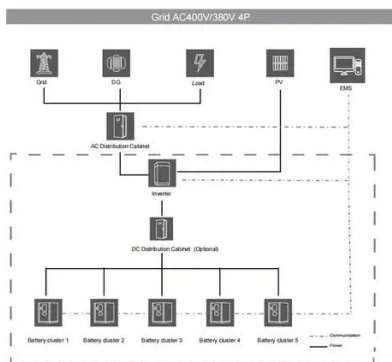 Grid AC400V/380V 4P
Grid
DG
Load
PV
EMS
AC Distribution Cabinet
Inverter
DC Distribution Cabinet (Optional)
Battery cluster 1
Battery cluster 2
Battery cluster 3
Battery cluster 4
Battery cluster 5
Communication
Power